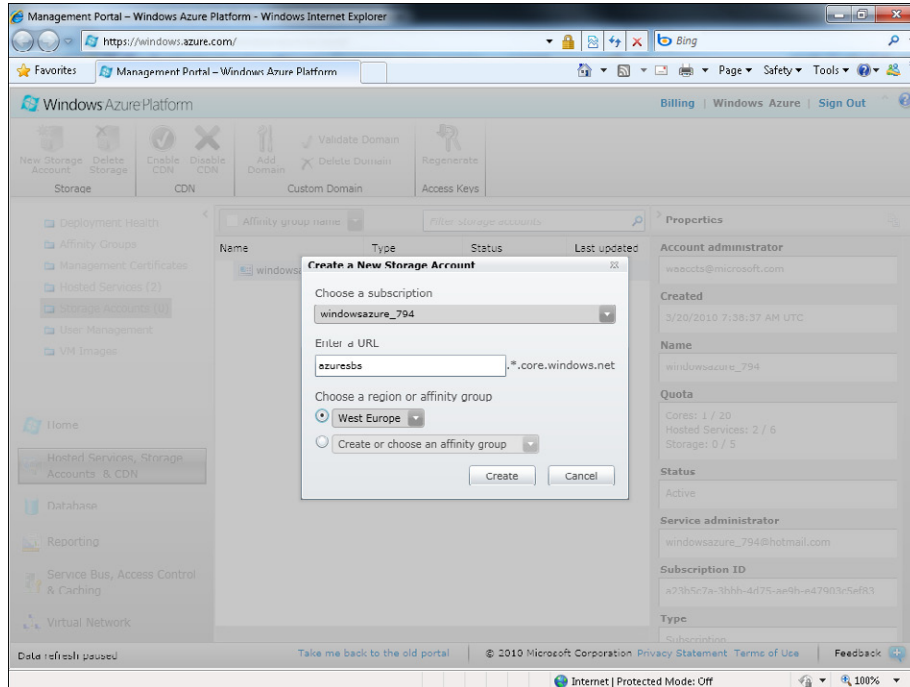 Management Portal – Windows Azure Platform - Windows Internet Explorer
https://windows.azure.com/
Bing
Favorites
Management Portal – Windows Azure Platform
Page
Safety
Tools
Windows Azure Platform
Billing | Windows Azure | Sign Out
New Storage Account
Delete Storage
Enable CDN
Disable CDN
Add Domain
Validate Domain
Delete Domain
Regenerate
Storage
CDN
Custom Domain
Access Keys
Deployment Health
Affinity Groups
Management Certificates
Hosted Services (2)
Storage Accounts (0)
User Management
VM Images
Home
Hosted Services, Storage
Accounts & CDN
Database
Reporting
Service Bus, Access Control
& Caching
Virtual Network
Affinity group name
Filter storage accounts
Name
Type
Status
Last updated
Create a New Storage Account
Choose a subscription
windowsazure_794
Enter a URL
azuresbs
.*.core.windows.net
Choose a region or affinity group
West Europe
Create or choose an affinity group
Create
Cancel
Properties
Account administrator
waaccts@microsoft.com
Created
3/20/2010 7:38:37 AM UTC
Name
windowsazure_794
Quota
Cores: 1 / 20
Hosted Services: 2 / 6
Storage: 0 / 5
Status
Active
Service administrator
windowsazure_794@hotmail.com
Subscription ID
Type
Subscription
Data refresh paused
Take me back to the old portal
© 2010 Microsoft Corporation
Privacy Statement
Terms of Use
Feedback
Internet | Protected Mode: Off
100%